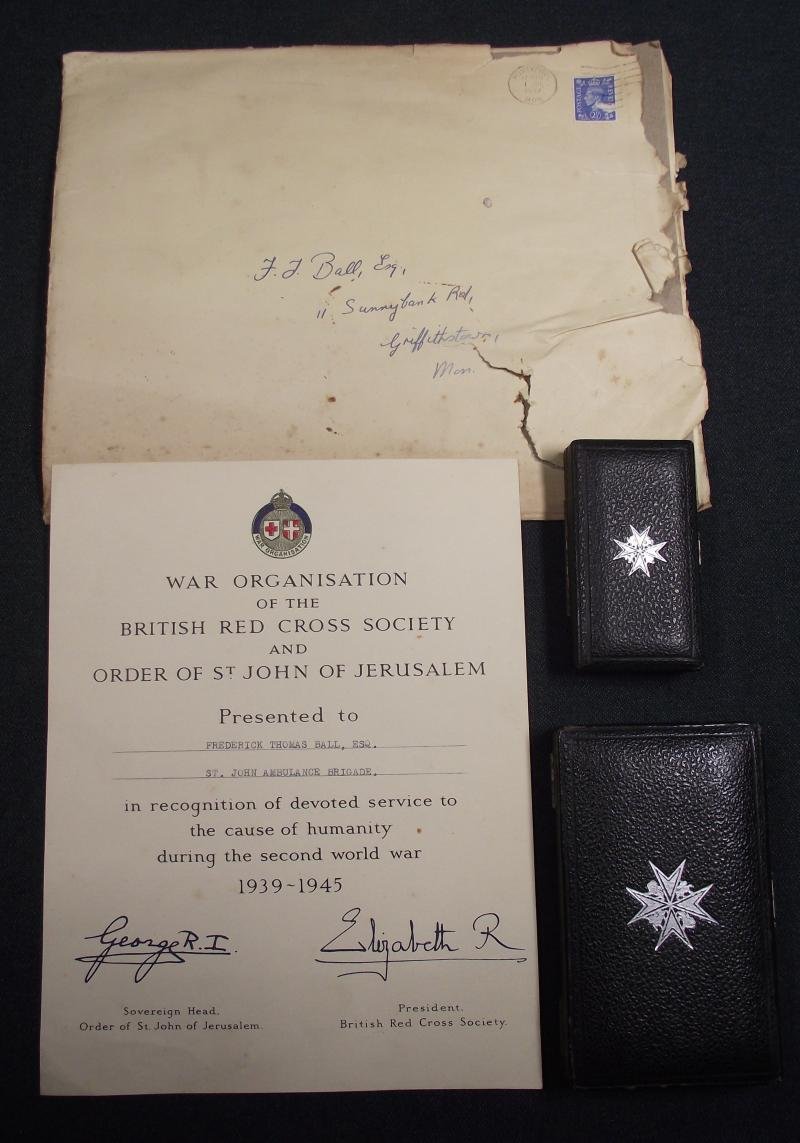 F. T. Ball, Esq,
11 Sunnybank Rd,
Griffithstown,
Mon.
WAR ORGANISATION
WAR ORGANISATION
OF THE
BRITISH RED CROSS SOCIETY
AND
ORDER OF ST JOHN OF JERUSALEM
Presented to
FREDERICK THOMAS BALL, ESQ.
ST. JOHN AMBULANCE BRIGADE.
in recognition of devoted service to
the cause of humanity
during the second world war
1939~1945
George R.I.
Elizabeth R
Sovereign Head,
Order of St. John of Jerusalem.
President,
British Red Cross Society.